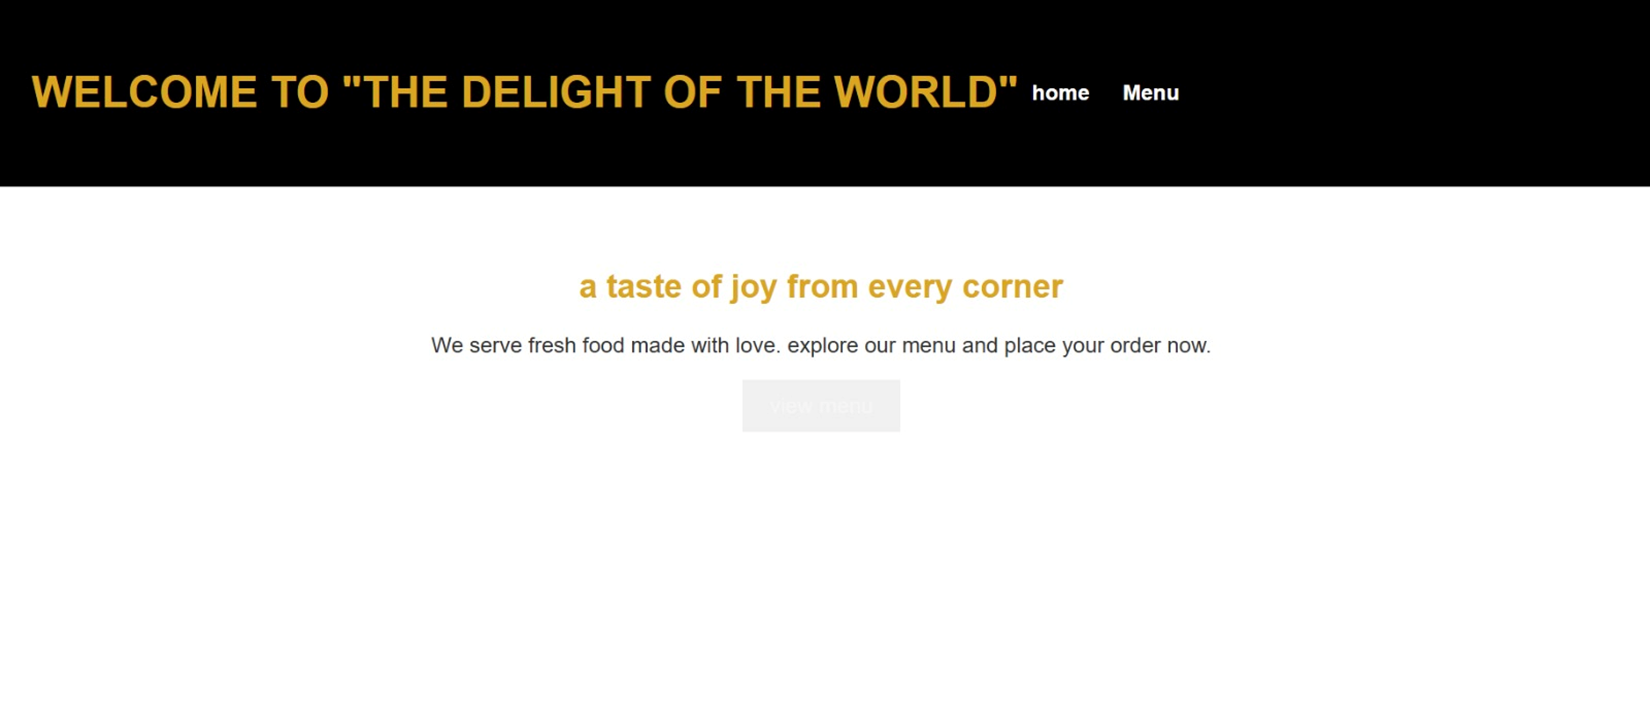 WELCOME TO "THE DELIGHT OF THE WORLD" home Menu
a taste of joy from every corner
We serve fresh food made with love. explore our menu and place your order now.
view menu